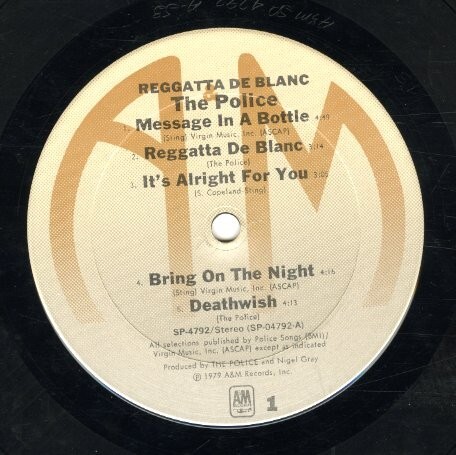 REGGATTA DE BLANC
The Police
1. Message In A Bottle 4:49
(Sting) Virgin Music, Inc. (ASCAP)
2. Reggatta De Blanc 3:14
(The Police)
3. It's Alright For You 3:05
(S. Copeland-Sting)
4. Bring On The Night 4:16
(Sting) Virgin Music, Inc. (ASCAP)
5. Deathwish 4:13
(The Police)
SP-4792/Stereo (SP-04792-A)
All selections published by Police Songs (BMI)/
Virgin Music, Inc. (ASCAP) except as indicated
Produced by THE POLICE and Nigel Gray
℗ 1979 A&M Records, Inc.
A&M
1